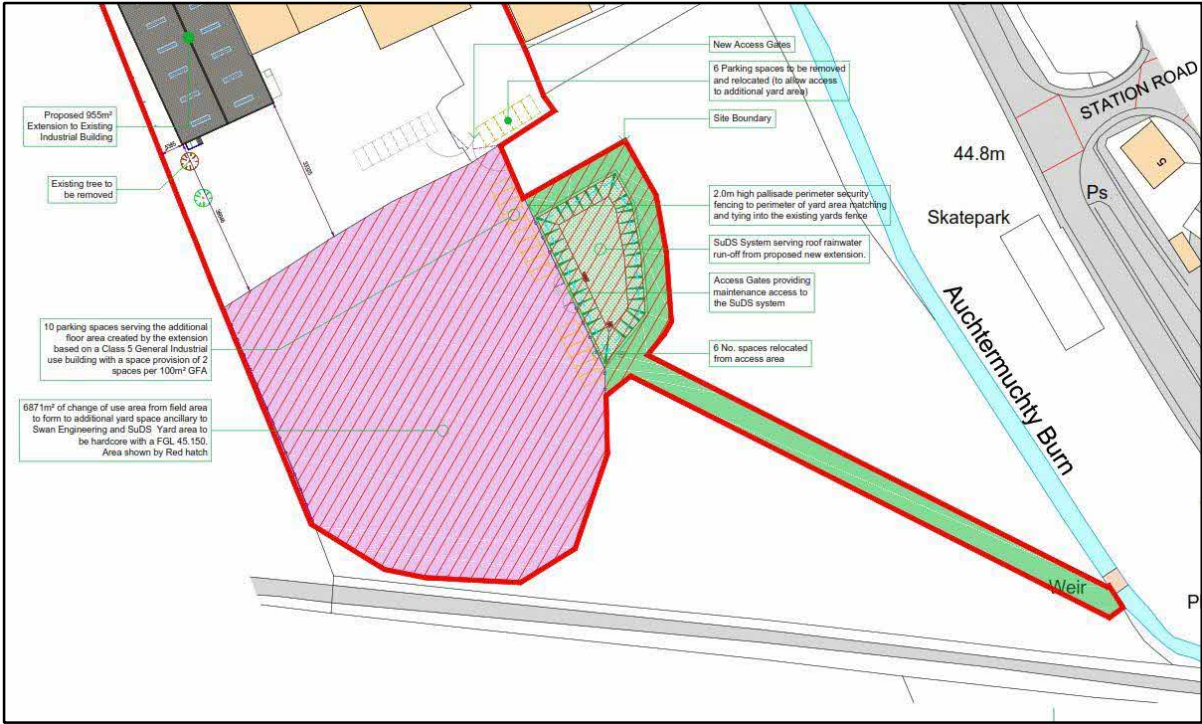 New Access Gates
6 Parking spaces to be removed
and relocated (to allow access
to additional yard area)
Site Boundary
STATION ROAD
Proposed 955m²
Extension to Existing
Industrial Building
44.8m
5
Existing tree to
be removed
Ps
2.0m high pallisade perimeter security
fencing to perimeter of yard area matching
and tying into the existing yards fence
Skatepark
SuDS System serving roof rainwater
run-off from proposed new extension.
Access Gates providing
maintenance access to
the SuDS system
Auchtermuchty Burn
10 parking spaces serving the additional
floor area created by the extension
based on a Class 5 General Industrial
use building with a space provision of 2
spaces per 100m² GFA
6 No. spaces relocated
from access area
6871m² of change of use area from field area
to form to additional yard space ancillary to
Swan Engineering and SuDS Yard area to
be hardcore with a FGL 45.150.
Area shown by Red hatch
Weir
P